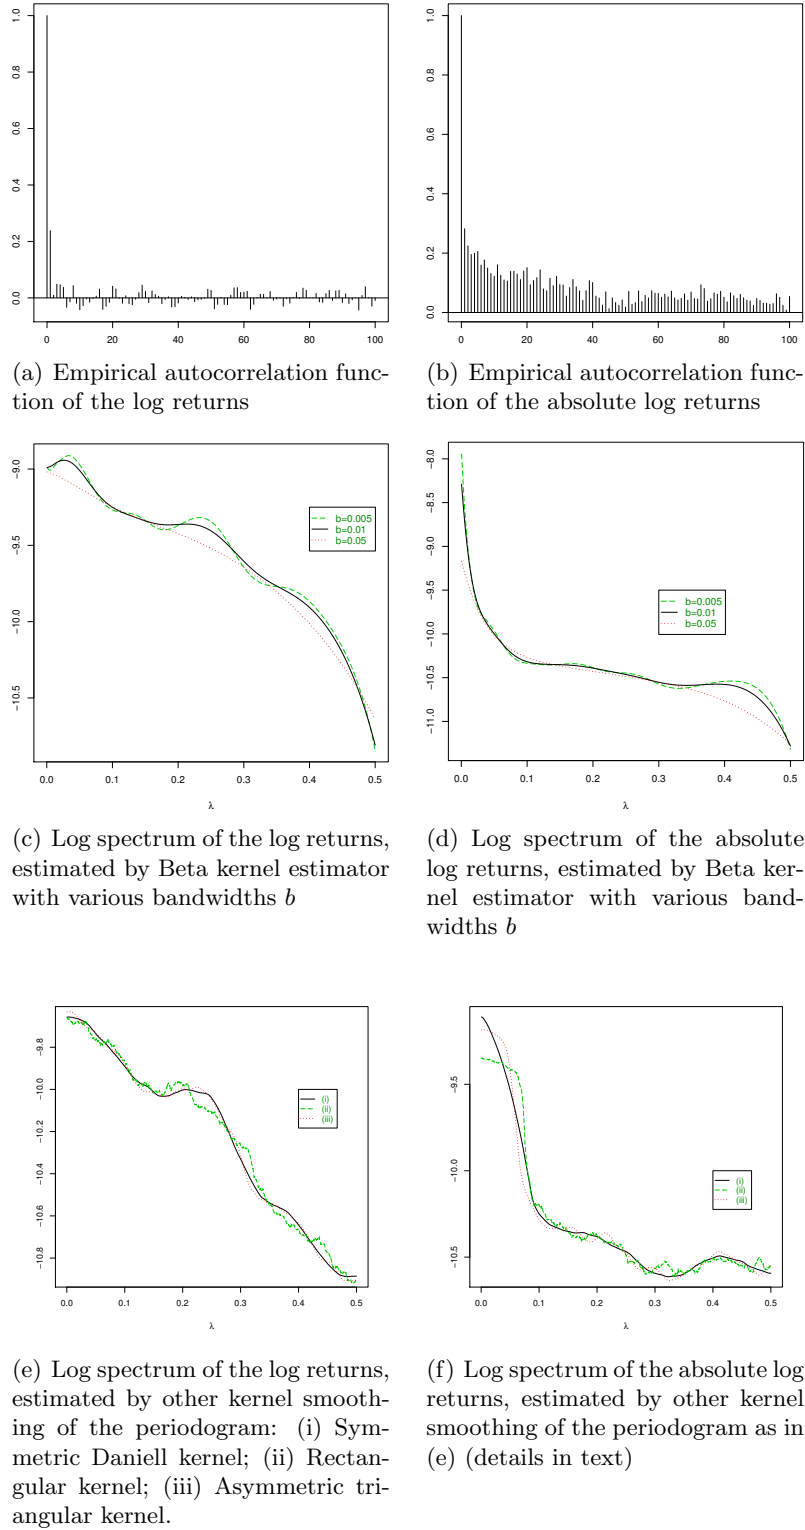 1.0
0.8
0.6
0.4
0.2
0.0
0 20 40 60 80 100
(a) Empirical autocorrelation func-
tion of the log returns
1.0
0.8
0.6
0.4
0.2
0.0
0 20 40 60 80 100
(b) Empirical autocorrelation func-
tion of the absolute log returns
−9.0
−9.5
−10.0
−10.5
b=0.005
b=0.01
b=0.05
0.0 0.1 0.2 0.3 0.4 0.5
λ
(c) Log spectrum of the log returns,
estimated by Beta kernel estimator
with various bandwidths b
−8.0
−8.5
−9.0
−9.5
−10.0
−10.5
−11.0
b=0.005
b=0.01
b=0.05
0.0 0.1 0.2 0.3 0.4 0.5
λ
(d) Log spectrum of the absolute
log returns, estimated by Beta ker-
nel estimator with various band-
widths b
−9.8
−10.0
−10.2
−10.4
−10.6
−10.8
(i)
(ii)
(iii)
0.0 0.1 0.2 0.3 0.4 0.5
λ
(e) Log spectrum of the log returns,
estimated by other kernel smooth-
ing of the periodogram: (i) Sym-
metric Daniell kernel; (ii) Rectan-
gular kernel; (iii) Asymmetric tri-
angular kernel.
−9.5
−10.0
−10.5
(i)
(ii)
(iii)
0.0 0.1 0.2 0.3 0.4 0.5
λ
(f) Log spectrum of the absolute log
returns, estimated by other kernel
smoothing of the periodogram as in
(e) (details in text)